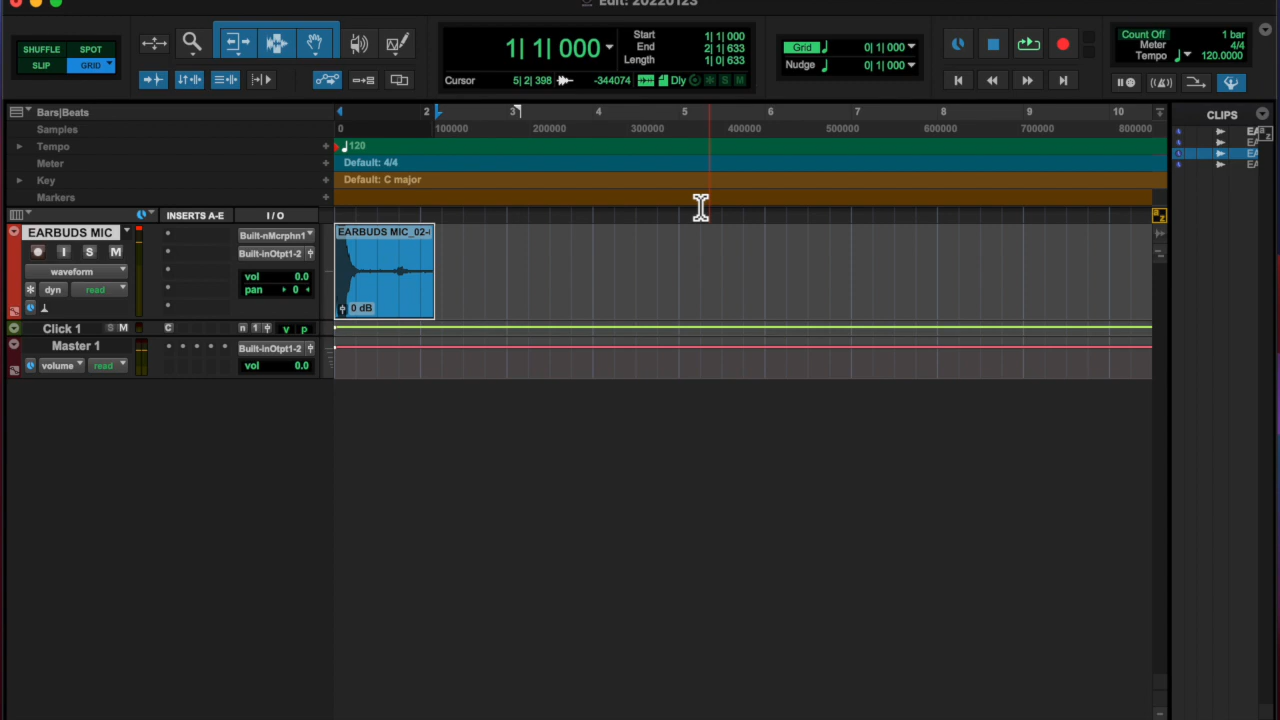 Edit: 20220123
SHUFFLE SPOT
SLIP GRID
1| 1| 000
Start 1| 1| 000
End 2| 1| 633
Length 1| 0| 633
Cursor 5| 2| 398 -344074 Dly S M
Grid 0| 1| 000
Nudge 0| 1| 000
Count Off 1 bar
Meter 4/4
Tempo 120.0000
Bars|Beats 2 3 4 5 6 7 8 9 10
Samples 0 100000 200000 300000 400000 500000 600000 700000 800000
Tempo 120
Meter Default: 4/4
Key Default: C major
Markers
INSERTS A-E I / O
CLIPS
EA
EA
EA
EA
a z
a z
EARBUDS MIC Built-nMcrphn1 EARBUDS MIC_02-
I S M Built-inOtpt1-2
waveform vol 0.0
dyn read pan 0
0 dB
Click 1 S M C n 1 v p
Master 1 Built-inOtpt1-2
volume read vol 0.0